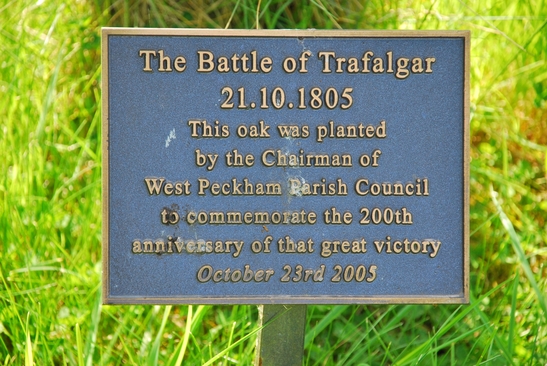 The Battle of Trafalgar
21.10.1805
This oak was planted
by the Chairman of
West Peckham Parish Council
to commemorate the 200th
anniversary of that great victory
October 23rd 2005